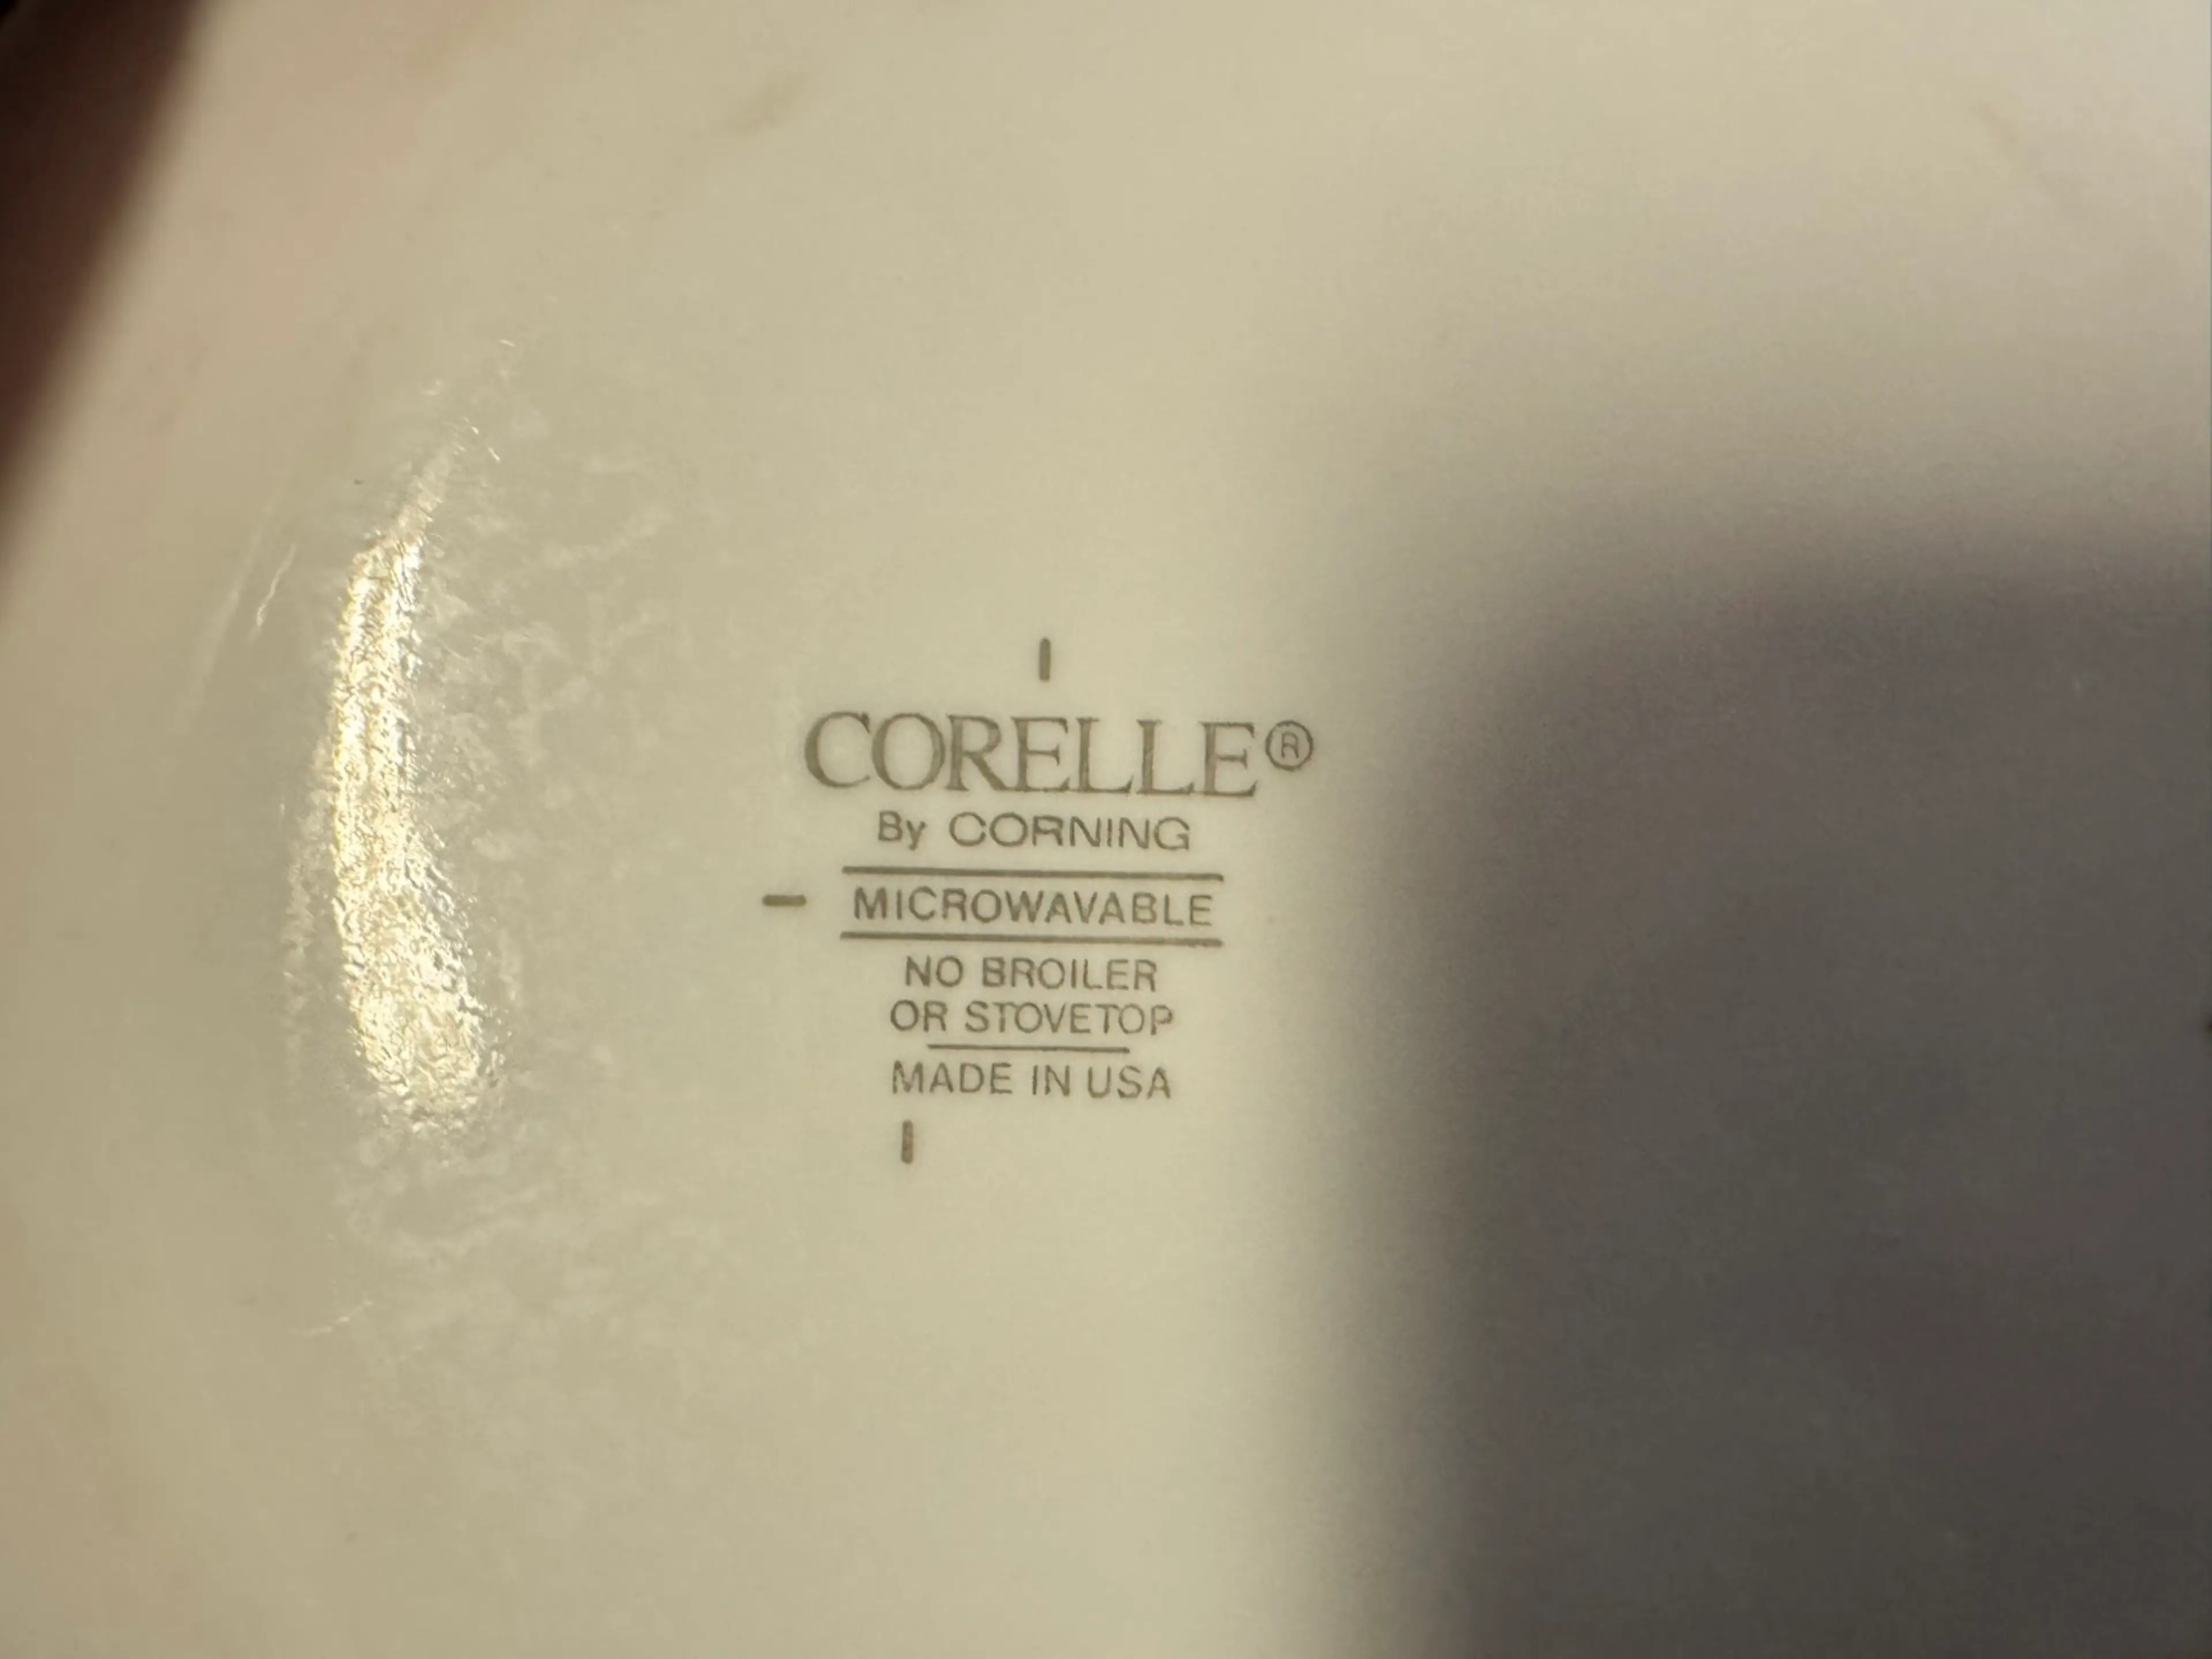 CORELLE®
By CORNING
MICROWAVABLE
NO BROILER
OR STOVETOP
MADE IN USA